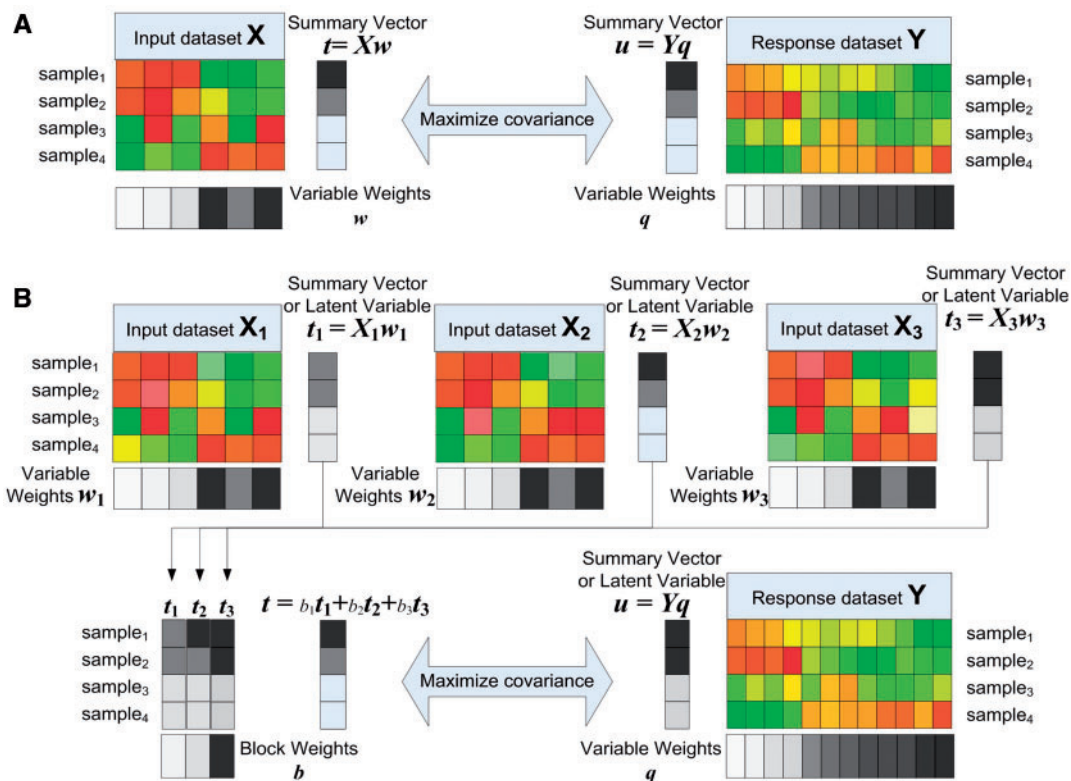 A
Input dataset X
Summary Vector
t= Xw
u = Yq
Summary Vector
Response dataset Y
sample1
sample2
sample3
sample4
Maximize covariance
sample1
sample2
sample3
sample4
Variable Weights
w
Variable Weights
q
B
Input dataset X1
Summary Vector
or Latent Variable
t1 = X1w1
Input dataset X2
Summary Vector
or Latent Variable
t2 = X2w2
Input dataset X3
Summary Vector
or Latent Variable
t3 = X3w3
sample1
sample2
sample3
sample4
Variable
Weights w1
Variable
Weights w2
Variable
Weights w3
t1 t2 t3
t = b1t1+b2t2+b3t3
Summary Vector
or Latent Variable
u = Yq
Response dataset Y
sample1
sample2
sample3
sample4
Maximize covariance
sample1
sample2
sample3
sample4
Block Weights
b
Variable Weights
q